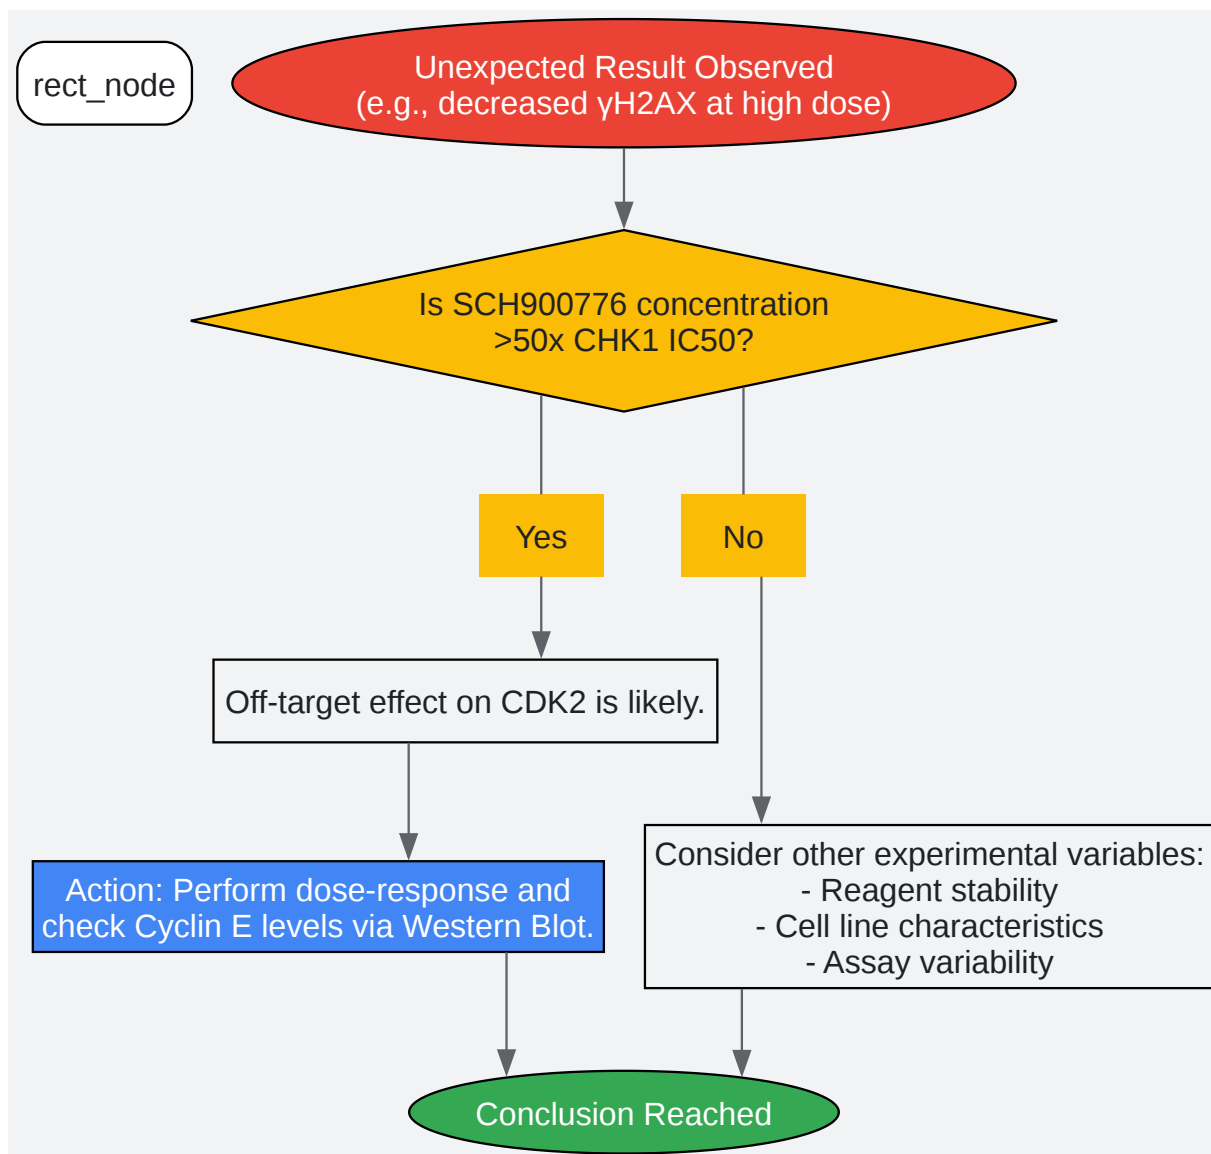 rect_node
Unexpected Result Observed
(e.g., decreased γH2AX at high dose)
Is SCH900776 concentration
>50x CHK1 IC50?
Yes
No
Off-target effect on CDK2 is likely.
Action: Perform dose-response and
check Cyclin E levels via Western Blot.
Consider other experimental variables:
- Reagent stability
- Cell line characteristics
- Assay variability
Conclusion Reached